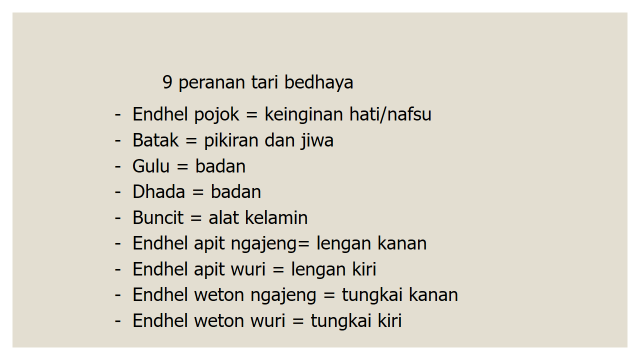 9 peranan tari bedhaya
- Endhel pojok = keinginan hati/nafsu
- Batak = pikiran dan jiwa
- Gulu = badan
- Dhada = badan
- Buncit = alat kelamin
- Endhel apit ngajeng= lengan kanan
- Endhel apit wuri = lengan kiri
- Endhel weton ngajeng = tungkai kanan
- Endhel weton wuri = tungkai kiri